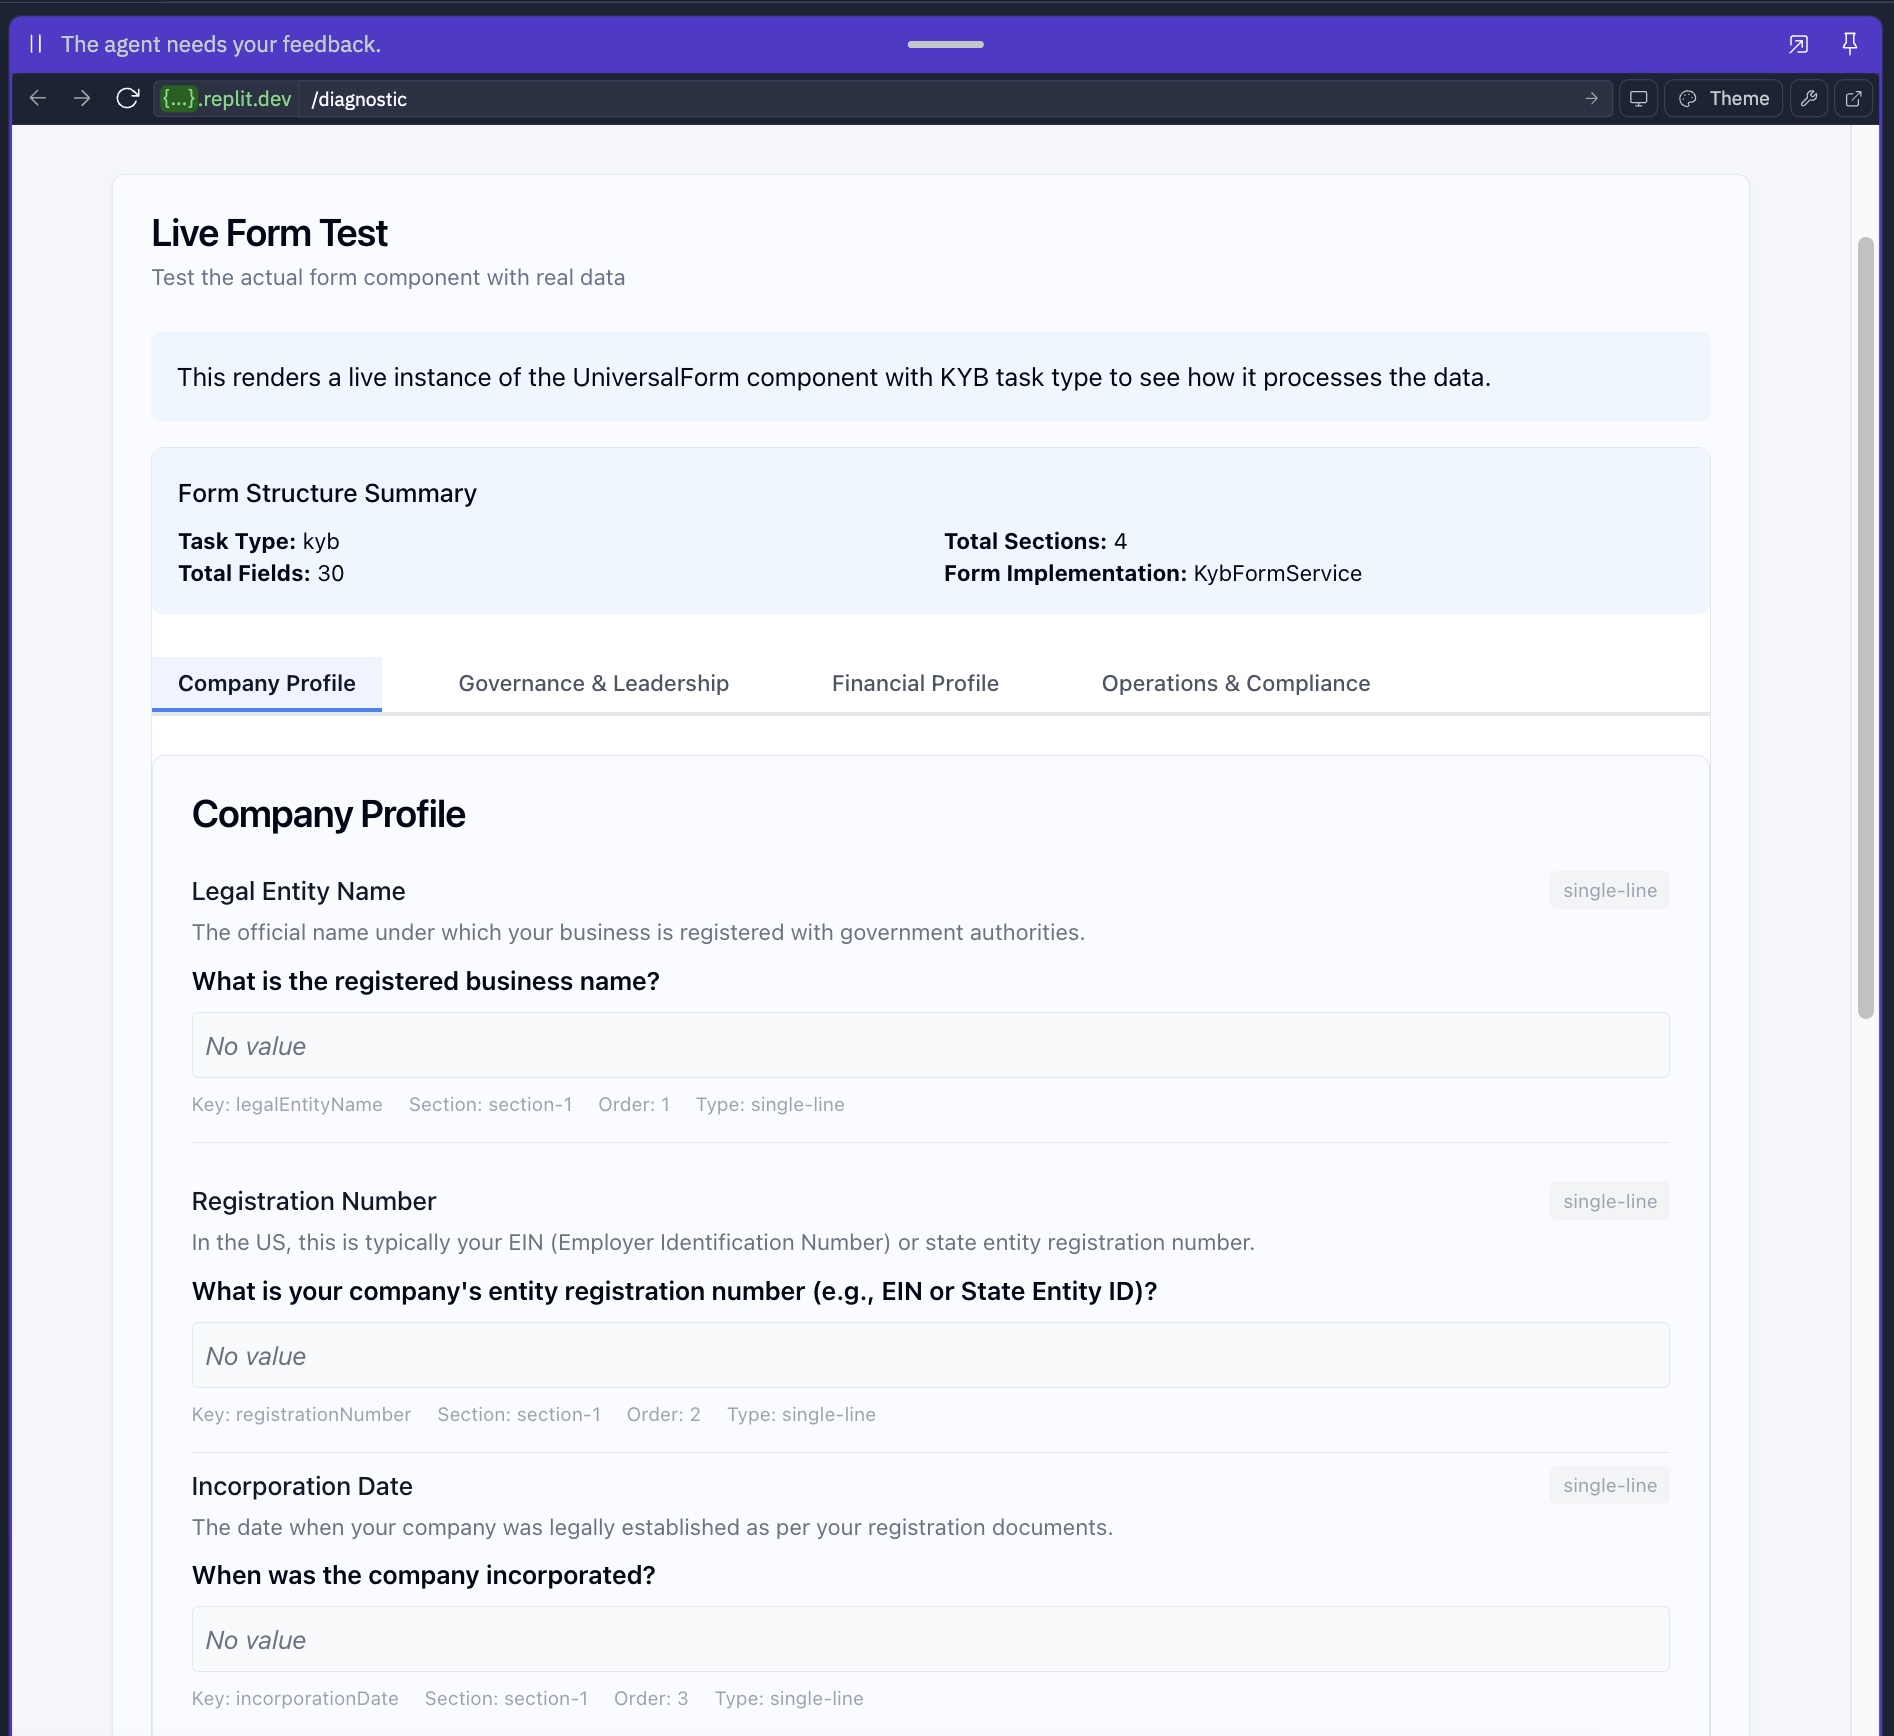 The agent needs your feedback.
{...}.replit.dev /diagnostic
Theme
Live Form Test
Test the actual form component with real data
This renders a live instance of the UniversalForm component with KYB task type to see how it processes the data.
Form Structure Summary
Task Type: kyb
Total Sections: 4
Total Fields: 30
Form Implementation: KybFormService
Company Profile
Governance & Leadership
Financial Profile
Operations & Compliance
Company Profile
Legal Entity Name
single-line
The official name under which your business is registered with government authorities.
What is the registered business name?
No value
Key: legalEntityName Section: section-1 Order: 1 Type: single-line
Registration Number
single-line
In the US, this is typically your EIN (Employer Identification Number) or state entity registration number.
What is your company's entity registration number (e.g., EIN or State Entity ID)?
No value
Key: registrationNumber Section: section-1 Order: 2 Type: single-line
Incorporation Date
single-line
The date when your company was legally established as per your registration documents.
When was the company incorporated?
No value
Key: incorporationDate Section: section-1 Order: 3 Type: single-line